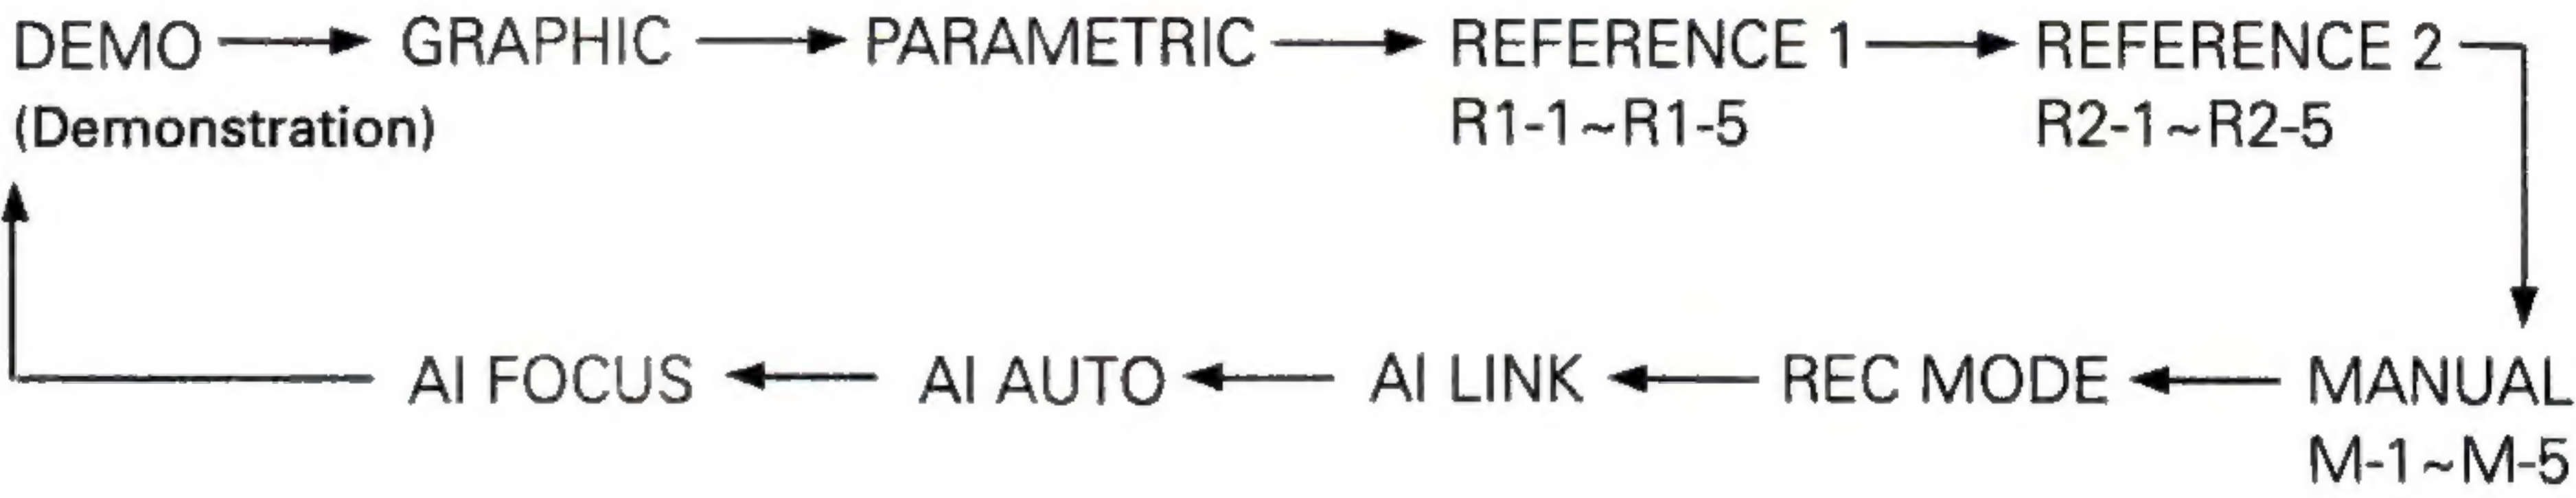 DEMO GRAPHIC PARAMETRIC REFERENCE 1 REFERENCE 2
(Demonstration) R1-1~R1-5 R2-1~R2-5
AI FOCUS AI AUTO AI LINK REC MODE MANUAL
M-1~M-5